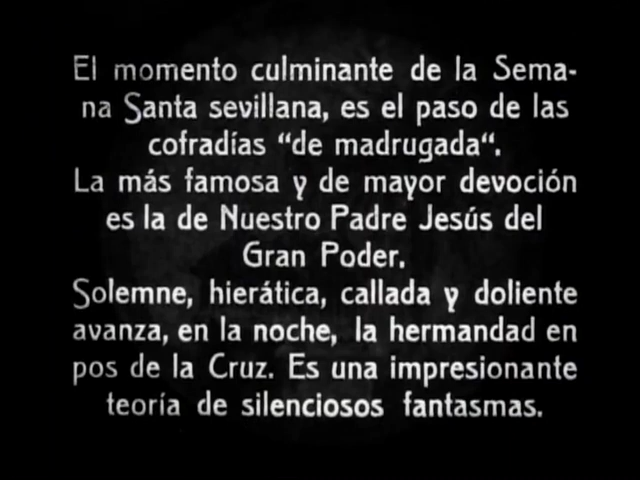 El momento culminante de la Sema-
na Santa sevillana, es el paso de las
cofradías “de madrugada“.
La más famosa y de mayor devoción
es la de Nuestro Padre Jesús del
Gran Poder.
Solemne, hierática, callada y doliente
avanza, en la noche, la hermandad en
pos de la Cruz. Es una impresionante
teoría de silenciosos fantasmas.